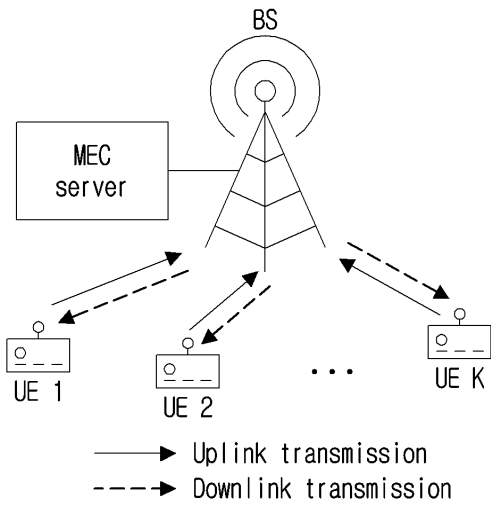 BS
MEC
server
UE 1
UE 2
...
UE K
Uplink transmission
Downlink transmission